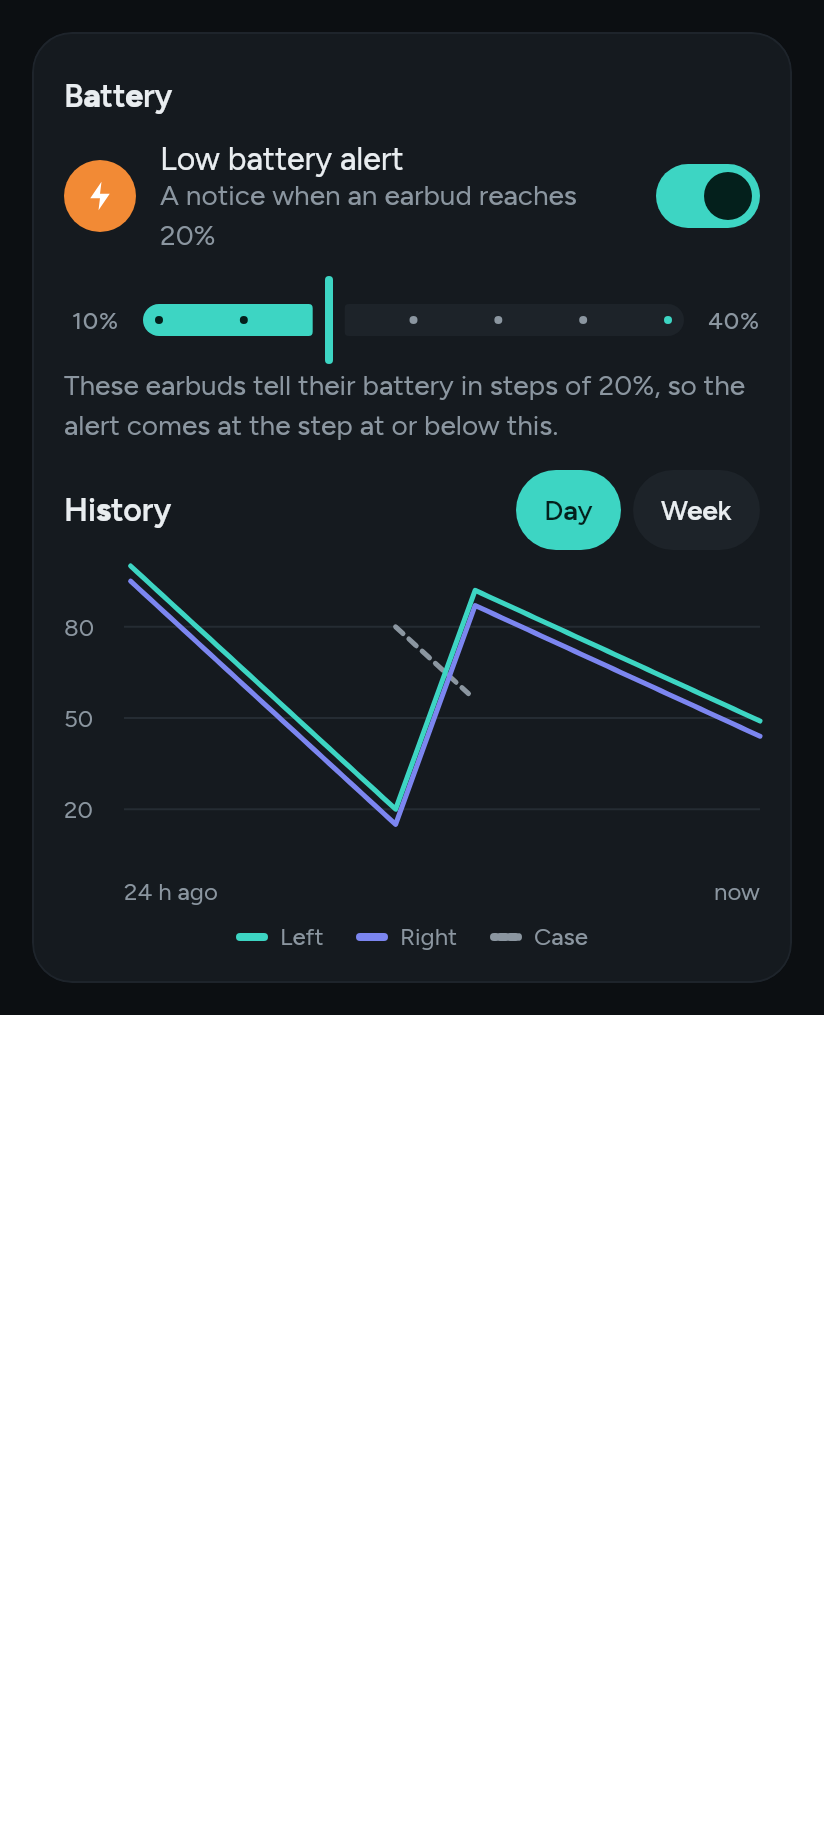 Battery
Low battery alert
A notice when an earbud reaches
20%
10%
40%
These earbuds tell their battery in steps of 20%, so the
alert comes at the step at or below this.
History
Day
Week
80
50
20
24 h ago
now
Left
Right
Case